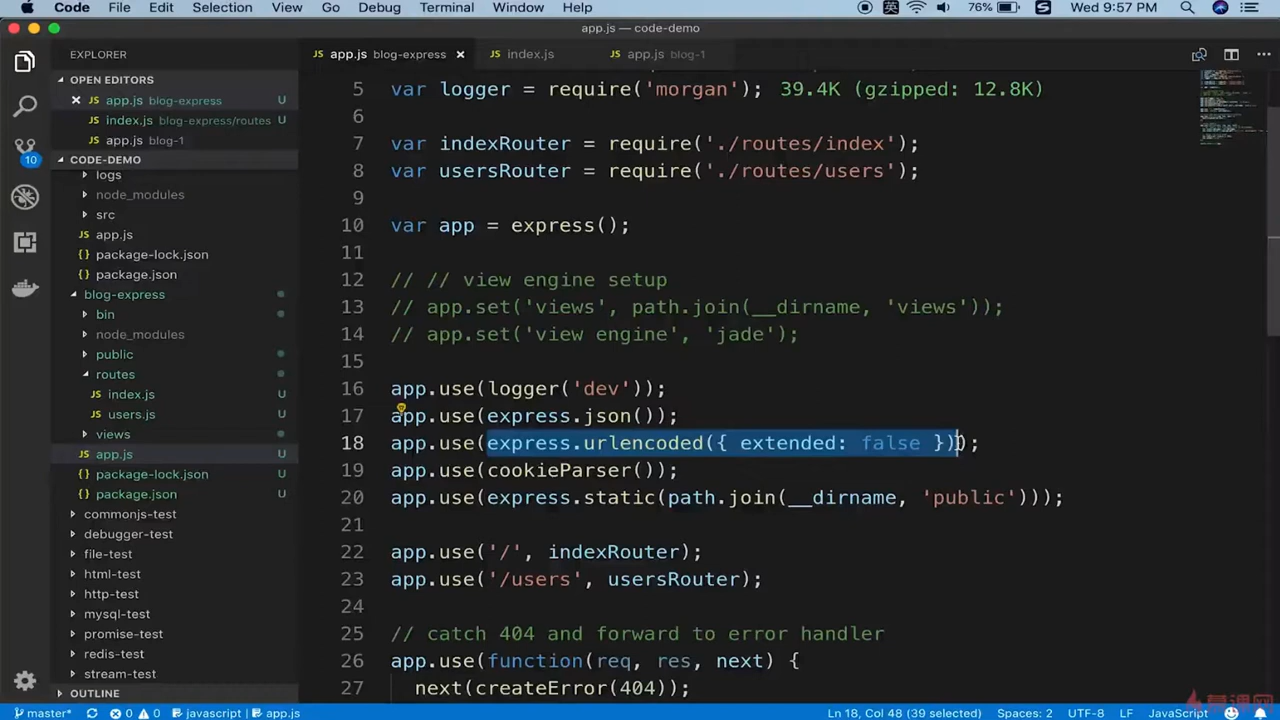 Code File Edit Selection View Go Debug Terminal Window Help 英 76% Wed 9:57 PM
app.js — code-demo
EXPLORER
app.js blog-express
index.js
app.js blog-1
OPEN EDITORS
app.js blog-express U
index.js blog-express/routes U
app.js blog-1
10
CODE-DEMO
logs
node_modules
src
JS app.js
{} package-lock.json
{} package.json
blog-express
bin
node_modules
public
routes
JS index.js U
JS users.js U
views
JS app.js U
{} package-lock.json U
{} package.json U
commonjs-test
debugger-test
file-test
html-test
http-test
mysql-test
promise-test
redis-test
stream-test
OUTLINE
5 var logger = require('morgan'); 39.4K (gzipped: 12.8K)
6
7 var indexRouter = require('./routes/index');
8 var usersRouter = require('./routes/users');
9
10 var app = express();
11
12 // // view engine setup
13 // app.set('views', path.join(__dirname, 'views'));
14 // app.set('view engine', 'jade');
15
16 app.use(logger('dev'));
17 app.use(express.json());
18 app.use(express.urlencoded({ extended: false }));
19 app.use(cookieParser());
20 app.use(express.static(path.join(__dirname, 'public')));
21
22 app.use('/', indexRouter);
23 app.use('/users', usersRouter);
24
25 // catch 404 and forward to error handler
26 app.use(function(req, res, next) {
27 next(createError(404));
master* 0 0 javascript | app.js Ln 18, Col 48 (39 selected) Spaces: 2 UTF-8 LF JavaScript